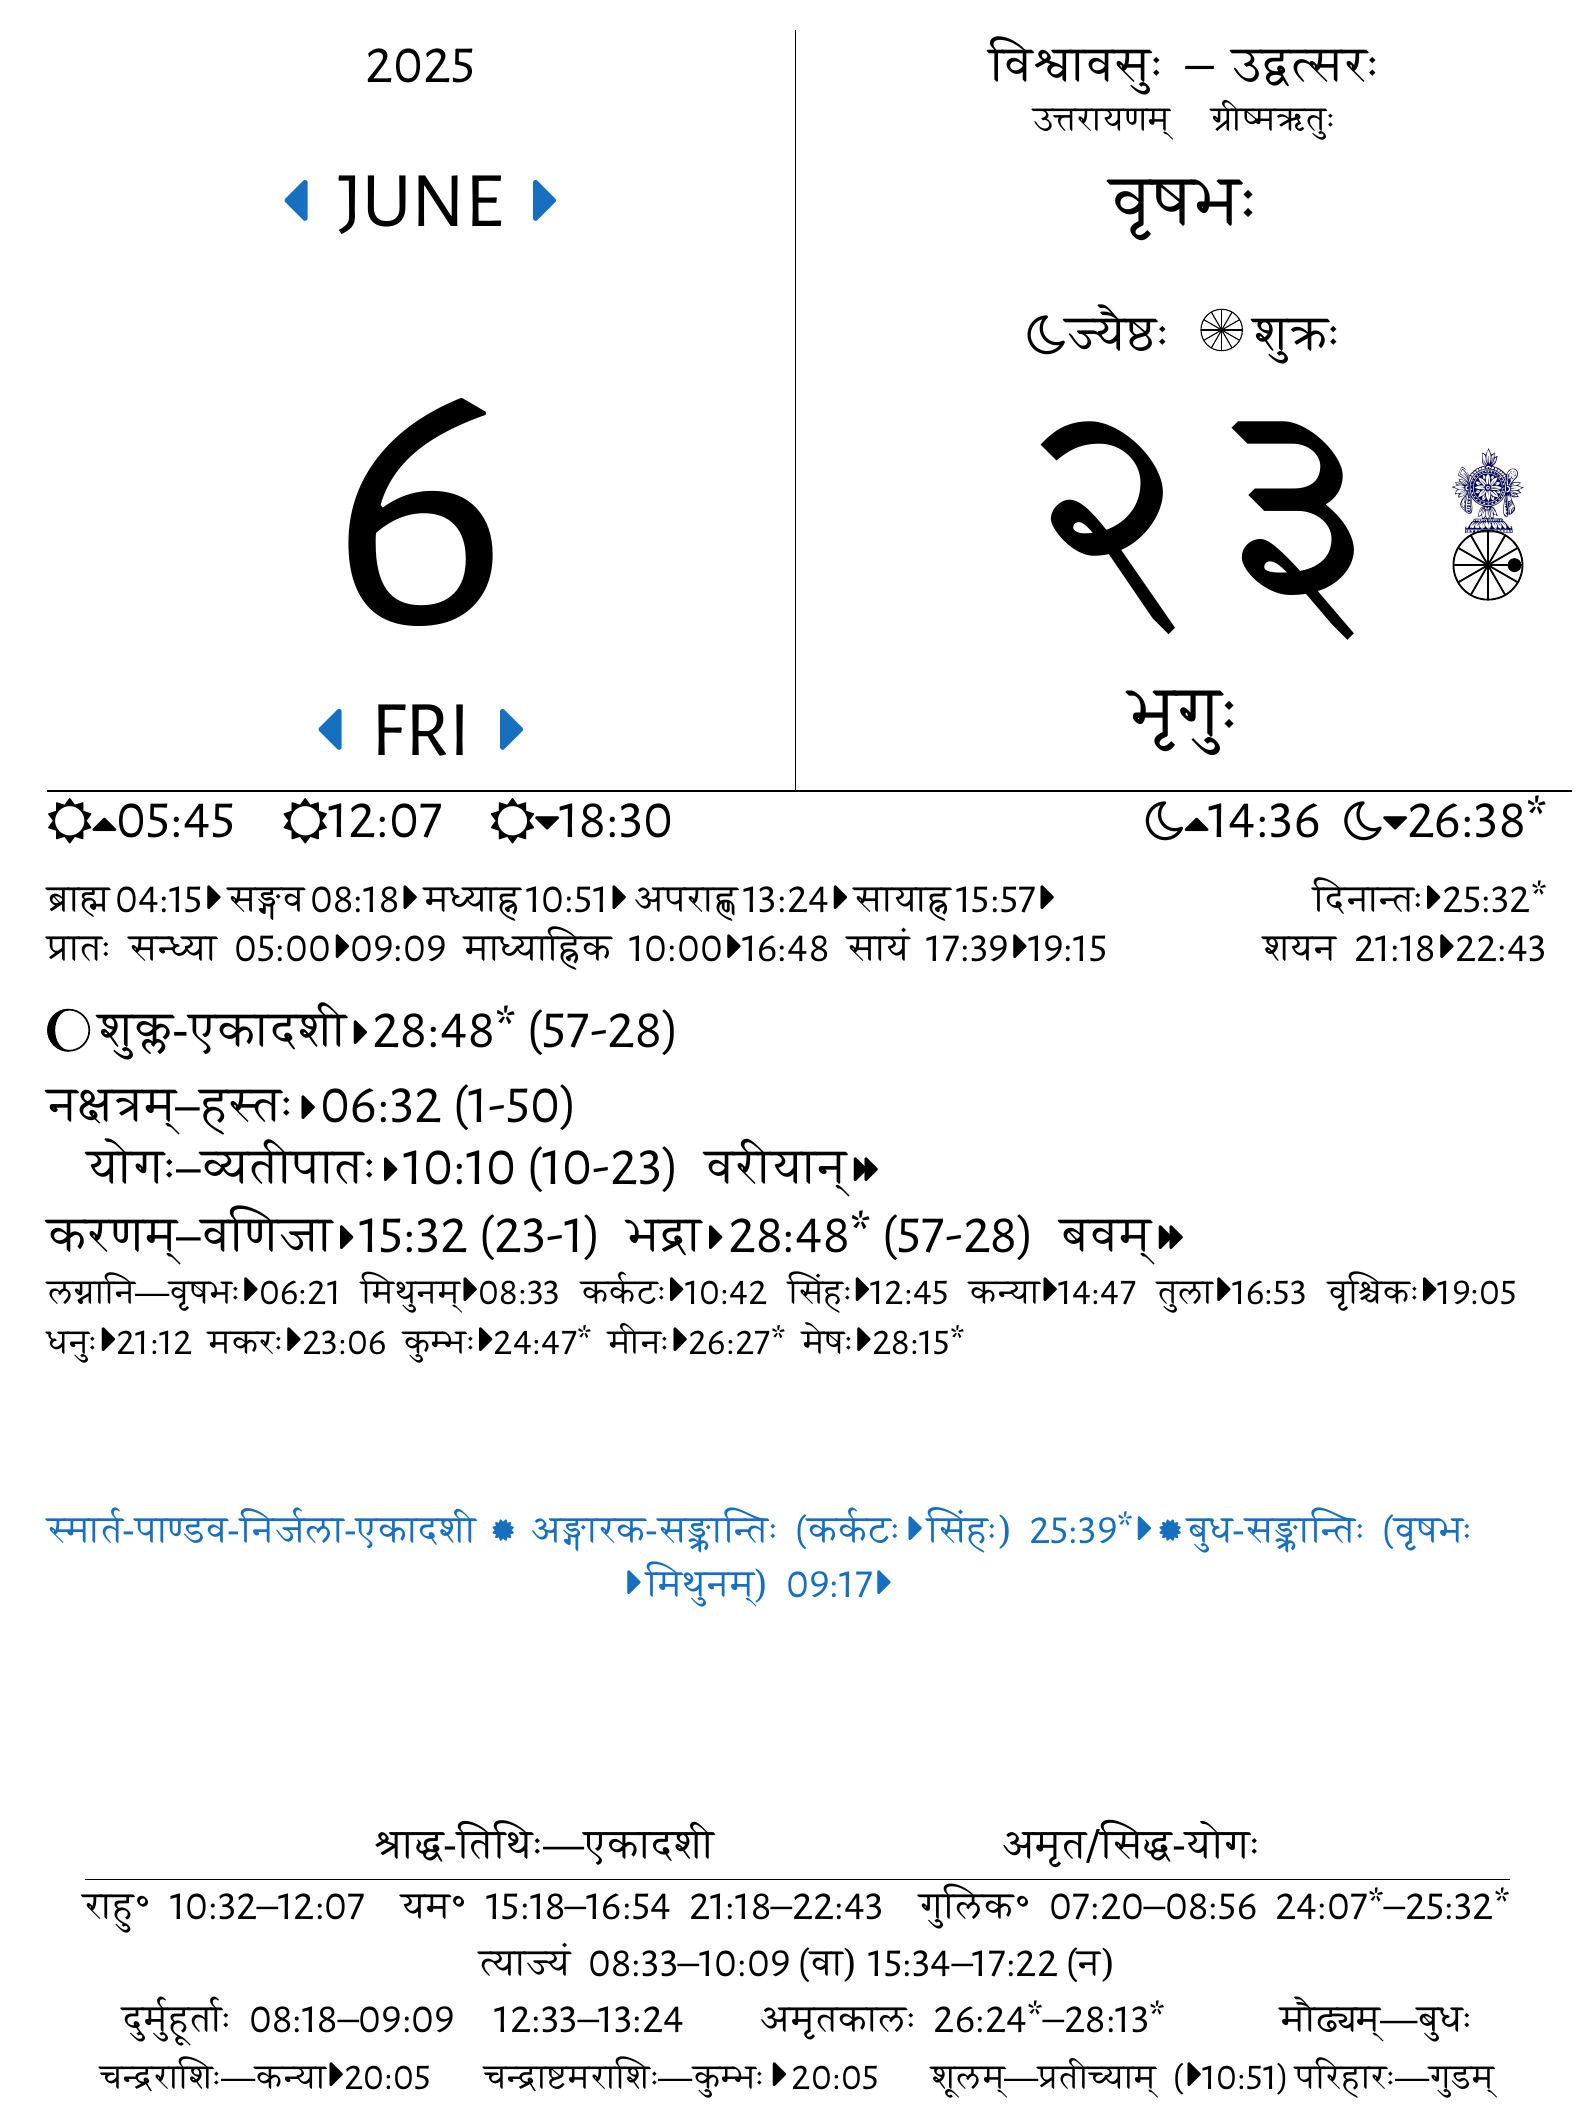 2025
JUNE
6
FRI
विश्वावसुः – उद्वत्सरः
उत्तरायणम् ग्रीष्मऋतुः
वृषभः
ज्यैष्ठः शुक्रः
२३
भृगुः
05:45 12:07 18:30 14:36 26:38*
ब्राह्म 04:15 सङ्गव 08:18 मध्याह्न 10:51 अपराह्ण 13:24 सायाह्न 15:57 दिनान्तः 25:32*
प्रातः सन्ध्या 05:00 09:09 माध्याह्निक 10:00 16:48 सायं 17:39 19:15 शयन 21:18 22:43
शुक्ल-एकादशी 28:48* (57-28)
नक्षत्रम्–हस्तः 06:32 (1-50)
योगः–व्यतीपातः 10:10 (10-23) वरीयान्
करणम्–वणिजा 15:32 (23-1) भद्रा 28:48* (57-28) बवम्
लग्नानि—वृषभः 06:21 मिथुनम् 08:33 कर्कटः 10:42 सिंहः 12:45 कन्या 14:47 तुला 16:53 वृश्चिकः 19:05
धनुः 21:12 मकरः 23:06 कुम्भः 24:47* मीनः 26:27* मेषः 28:15*
स्मार्त-पाण्डव-निर्जला-एकादशी अङ्गारक-सङ्क्रान्तिः (कर्कटः सिंहः) 25:39* बुध-सङ्क्रान्तिः (वृषभः
मिथुनम्) 09:17
श्राद्ध-तिथिः—एकादशी अमृत/सिद्ध-योगः
राहु॰ 10:32–12:07 यम॰ 15:18–16:54 21:18–22:43 गुलिक॰ 07:20–08:56 24:07*–25:32*
त्याज्यं 08:33–10:09 (वा) 15:34–17:22 (न)
दुर्मुहूर्ताः 08:18–09:09 12:33–13:24 अमृतकालः 26:24*–28:13* मौढ्यम्—बुधः
चन्द्रराशिः—कन्या 20:05 चन्द्राष्टमराशिः—कुम्भः 20:05 शूलम्—प्रतीच्याम् (10:51) परिहारः—गुडम्